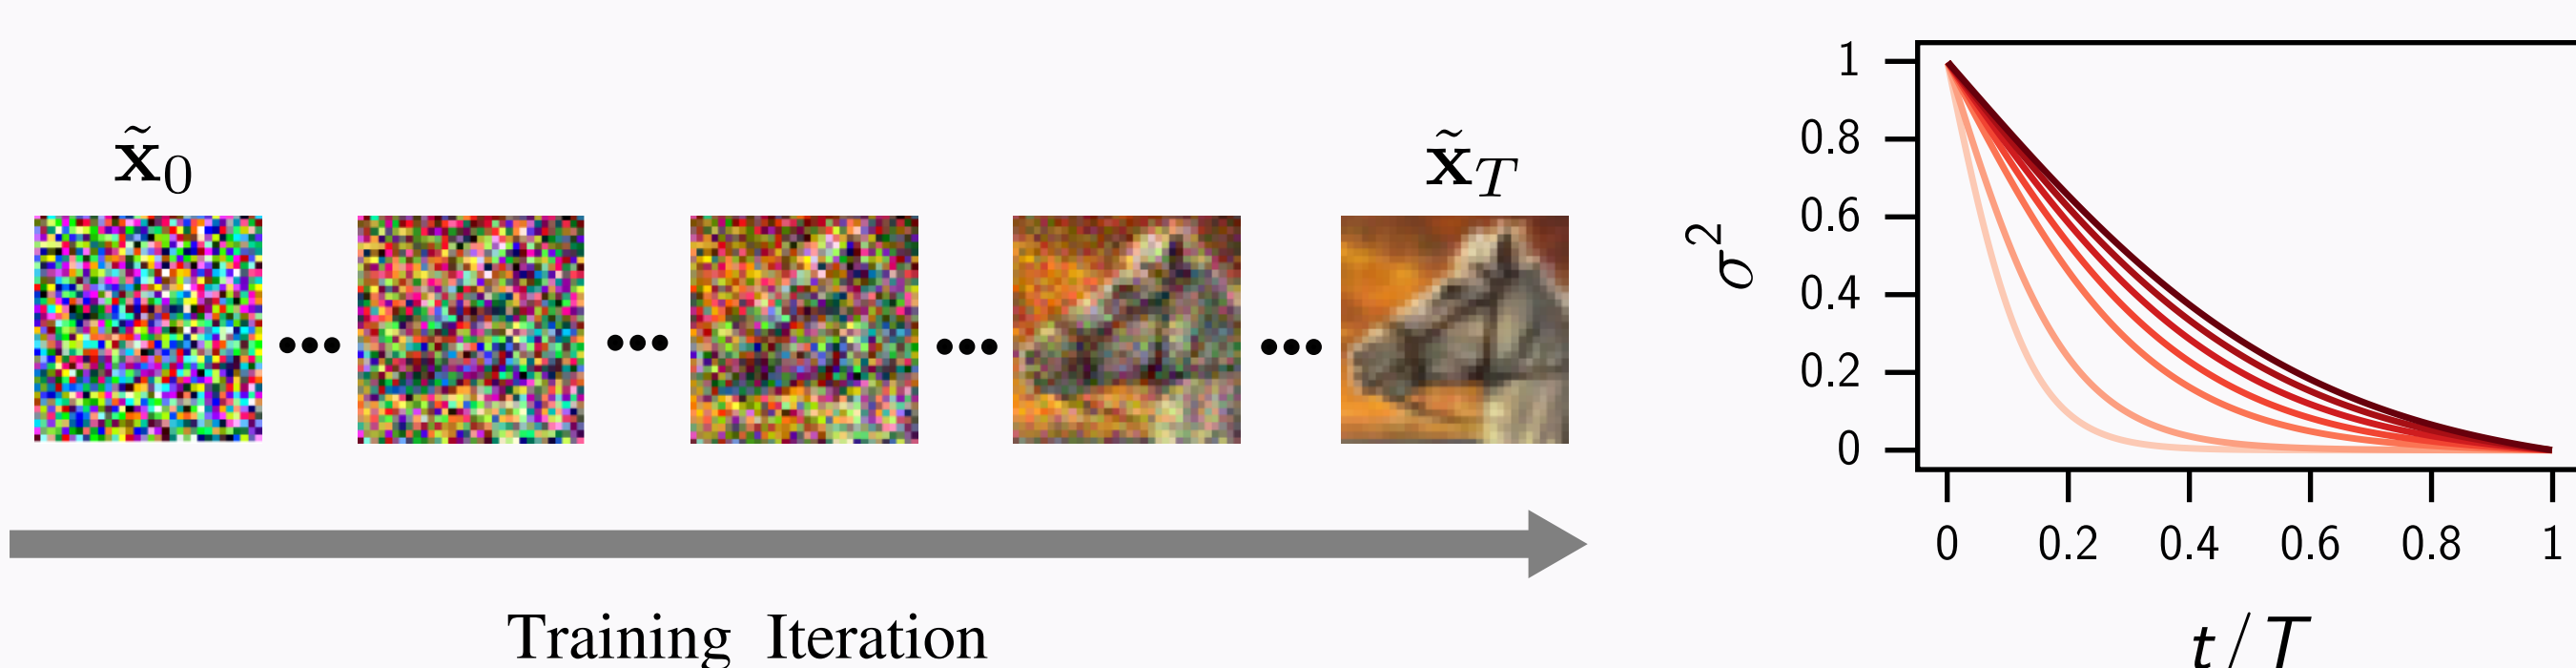 x̃₀
x̃_T
Training Iteration
σ²
1
0.8
0.6
0.4
0.2
0
0 0.2 0.4 0.6 0.8 1
t/T